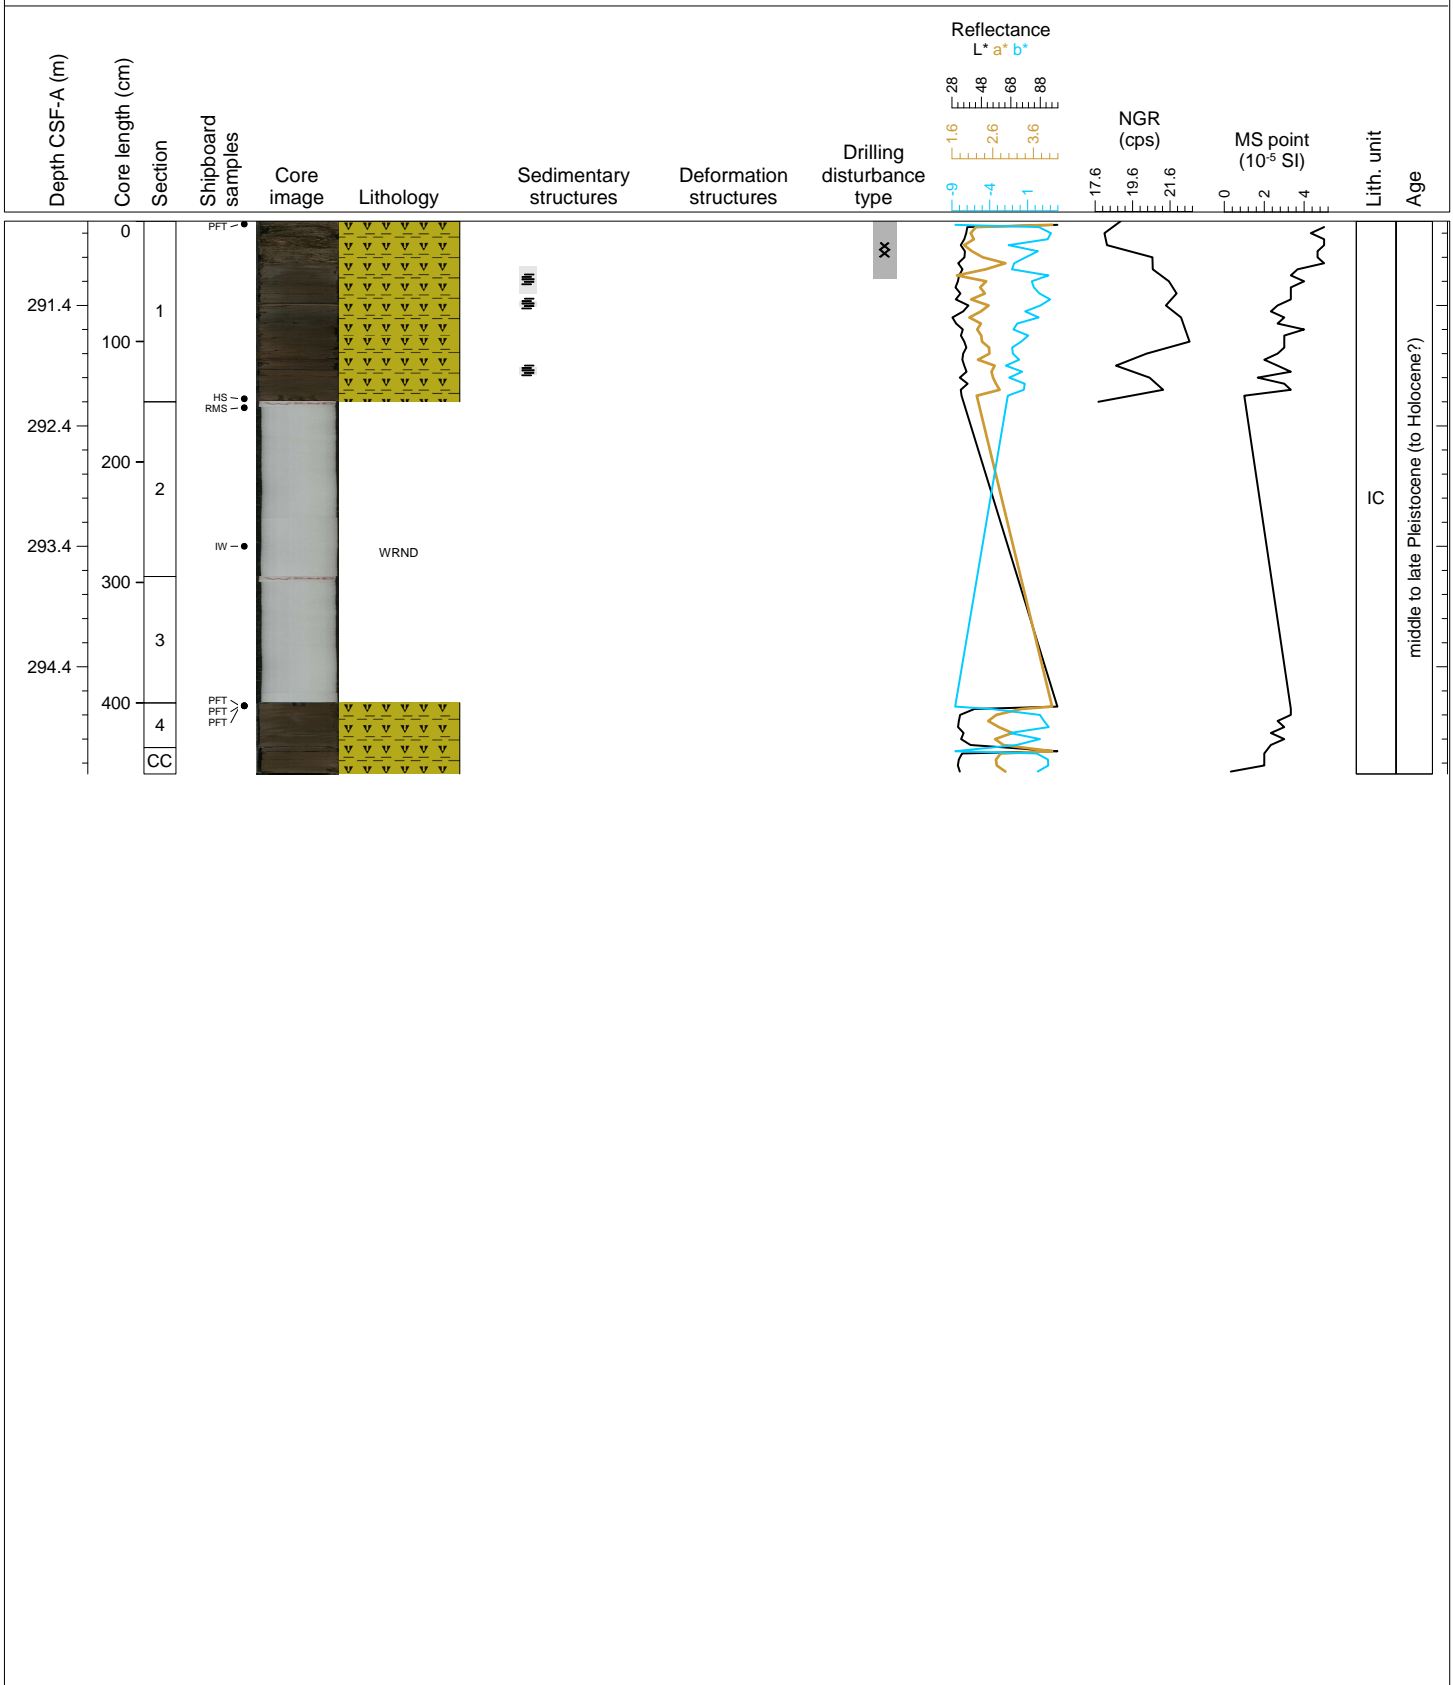 Depth CSF-A (m)
Core length (cm)
Section
Shipboard
samples
Core
image
Lithology
Sedimentary
structures
Deformation
structures
Drilling
disturbance
type
Reflectance
L* a* b*
28 48 68 88
1.6 2.6 3.6
-9 -4 1
NGR
(cps)
17.6 19.6 21.6
MS point
(10-5 SI)
0 2 4
Lith. unit
Age
291.4
292.4
293.4
294.4
0
100
200
300
400
1
2
3
4
CC
PFT
HS
RMS
IW
PFT
PFT
PFT
WRND
IC
middle to late Pleistocene (to Holocene?)